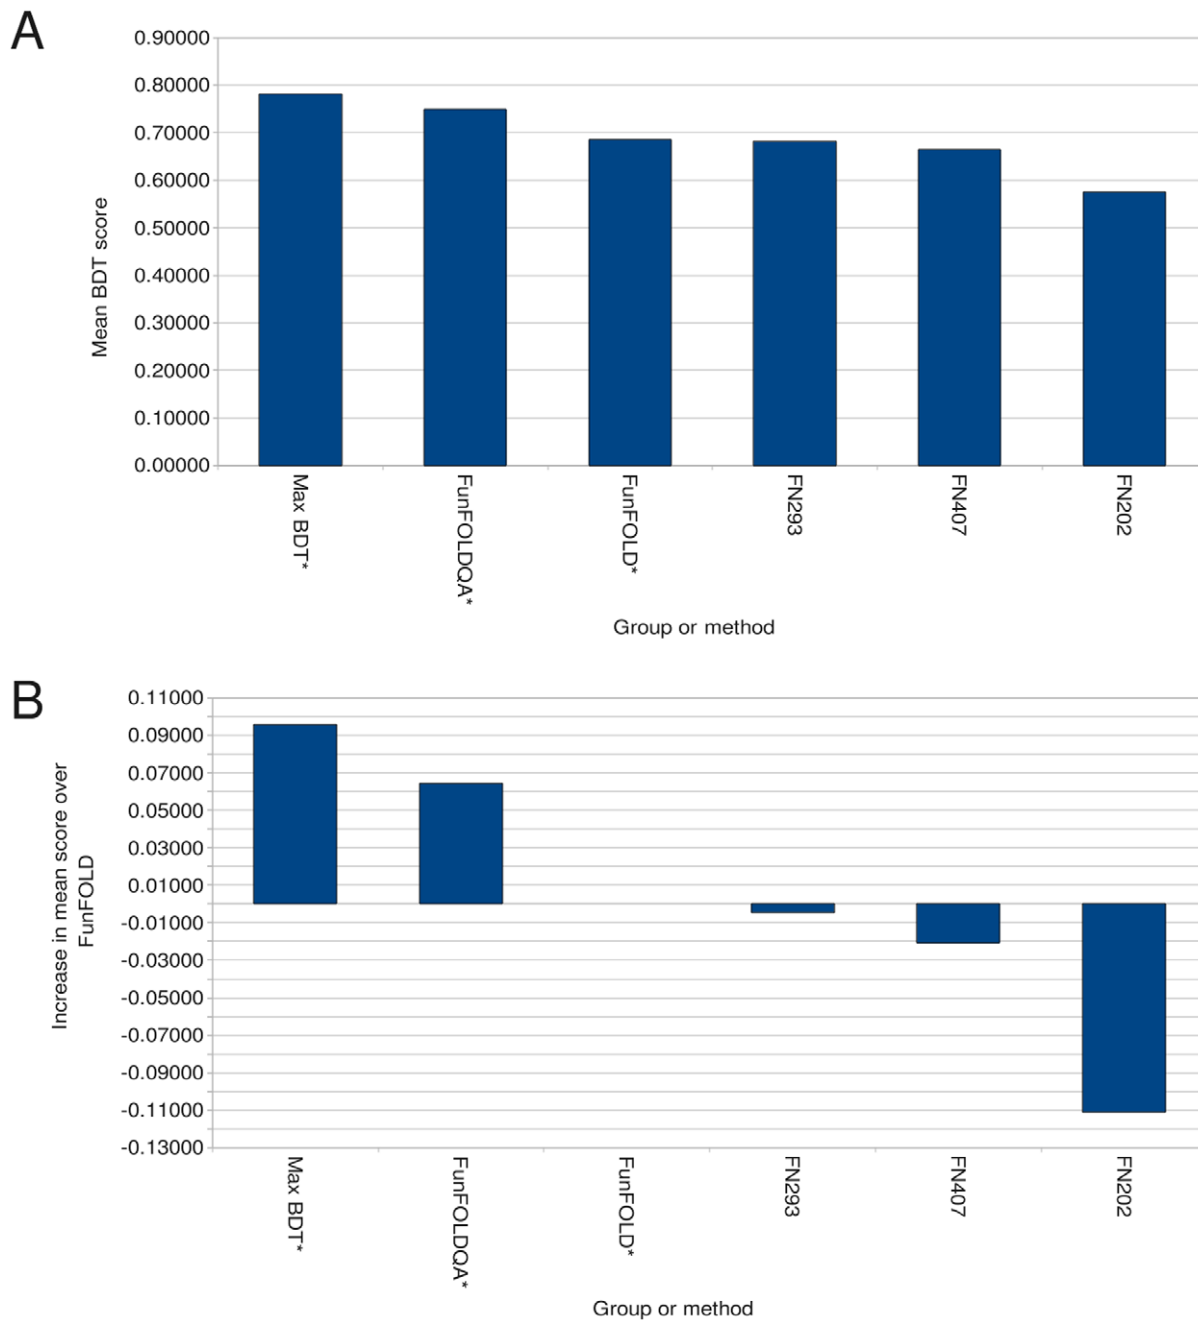 A
0.90000
0.80000
0.70000
0.60000
0.50000
0.40000
0.30000
0.20000
0.10000
0.00000
Mean BDT score
Max BDT*
FunFOLDQA*
FunFOLD*
FN293
FN407
FN202
Group or method
B
0.11000
0.09000
0.07000
0.05000
0.03000
0.01000
-0.01000
-0.03000
-0.05000
-0.07000
-0.09000
-0.11000
-0.13000
Increase in mean score over
FunFOLD
Max BDT*
FunFOLDQA*
FunFOLD*
FN293
FN407
FN202
Group or method